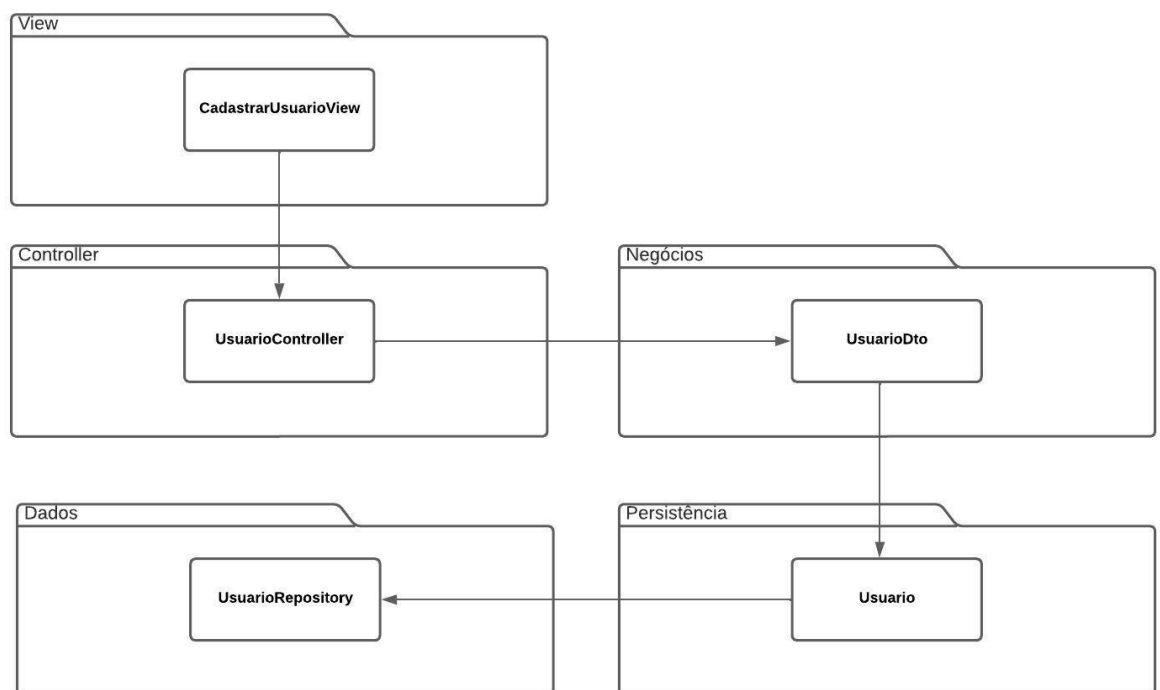 View
CadastrarUsuarioView
Controller
UsuarioController
Negócios
UsuarioDto
Dados
UsuarioRepository
Persistência
Usuario